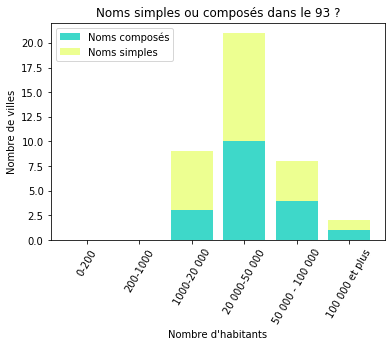 Noms simples ou composés dans le 93 ?
Noms composés
Noms simples
Nombre de villes
20.0
17.5
15.0
12.5
10.0
7.5
5.0
2.5
0.0
0-200
200-1000
1000-20 000
20 000-50 000
50 000 - 100 000
100 000 et plus
Nombre d'habitants